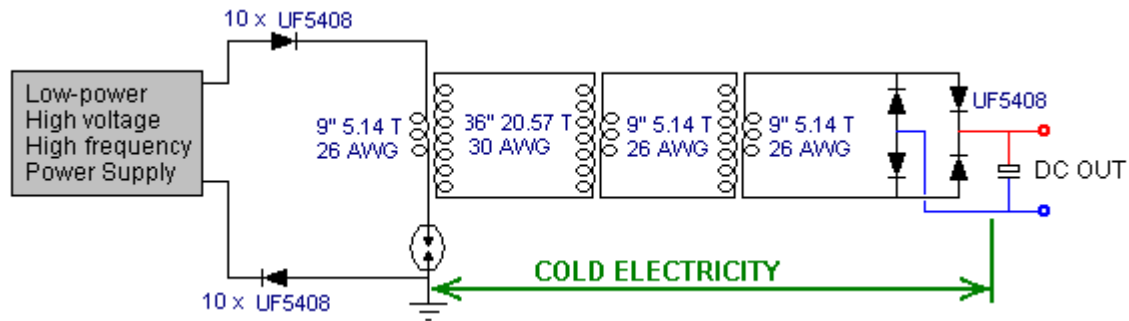 10 x UF5408
Low-power
High voltage
High frequency
Power Supply
9" 5.14 T
26 AWG
36" 20.57 T
30 AWG
9" 5.14 T
26 AWG
9" 5.14 T
26 AWG
UF5408
DC OUT
COLD ELECTRICITY
10 x UF5408